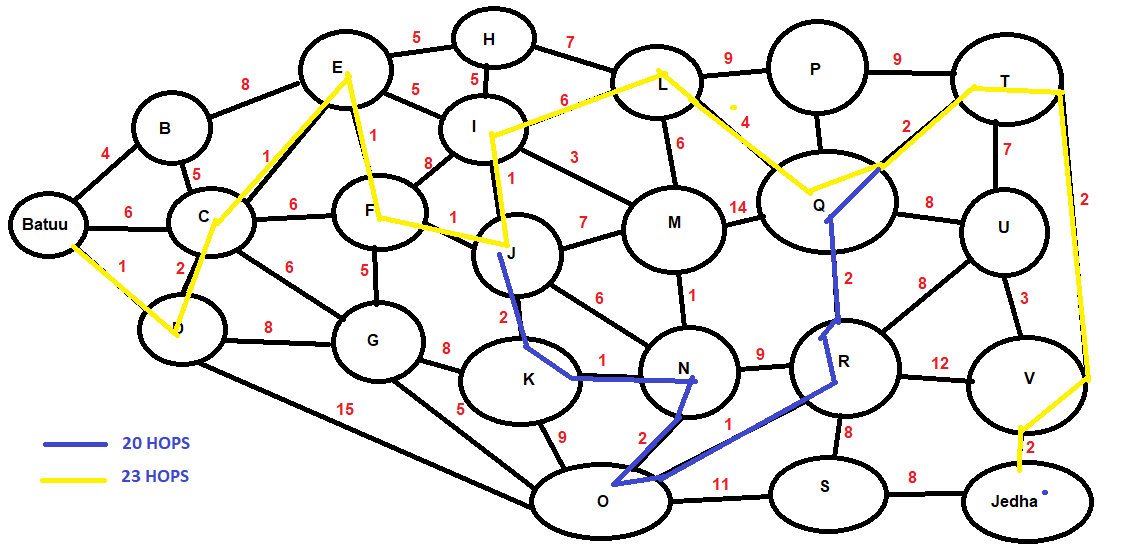 5 H 7
9 P 9
E 5 5 L T
8 6
B 1 1 I 4 2
4 5 8 1 3 6 7
C 6 F 1 7 M 14 Q 8 2
Batuu 6 J U
1 2 6 5 6 2 8
1 3
D 8 G 8 2 1 9 R 12
K N V
15 5 9 2 1 8 2
20 HOPS
23 HOPS
11 S 8
O Jedha